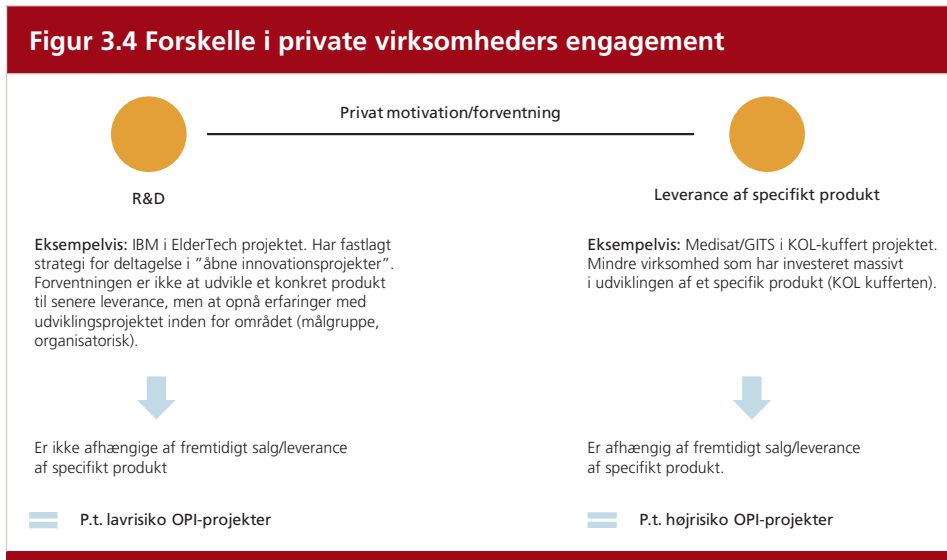 Figur 3.4 Forskelle i private virksomheders engagement
Privat motivation/forventning
R&D
Leverance af specifikt produkt
Eksempelvis: IBM i ElderTech projektet. Har fastlagt
strategi for deltagelse i ”åbne innovationsprojekter”.
Forventningen er ikke at udvikle et konkret produkt
til senere leverance, men at opnå erfaringer med
udviklingsprojektet inden for området (målgruppe,
organisatorisk).
Eksempelvis: Medisat/GITS i KOL-kuffert projektet.
Mindre virksomhed som har investeret massivt
i udviklingen af et specifik produkt (KOL kufferten).
Er ikke afhængige af fremtidigt salg/leverance
af specifikt produkt
Er afhængig af fremtidigt salg/leverance
af specifikt produkt.
P.t. lavrisiko OPI-projekter
P.t. højrisiko OPI-projekter